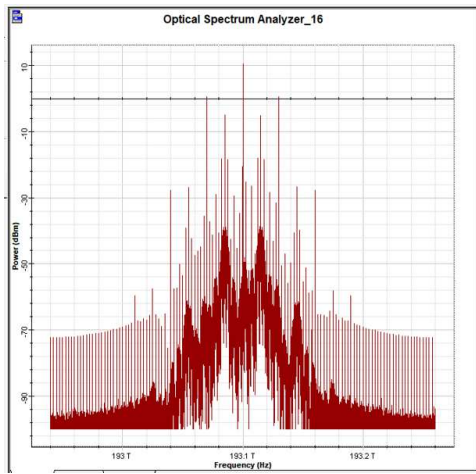 Optical Spectrum Analyzer_16
Power (dBm)
10
-10
-30
-50
-70
-90
193 T
193.1 T
193.2 T
Frequency (Hz)